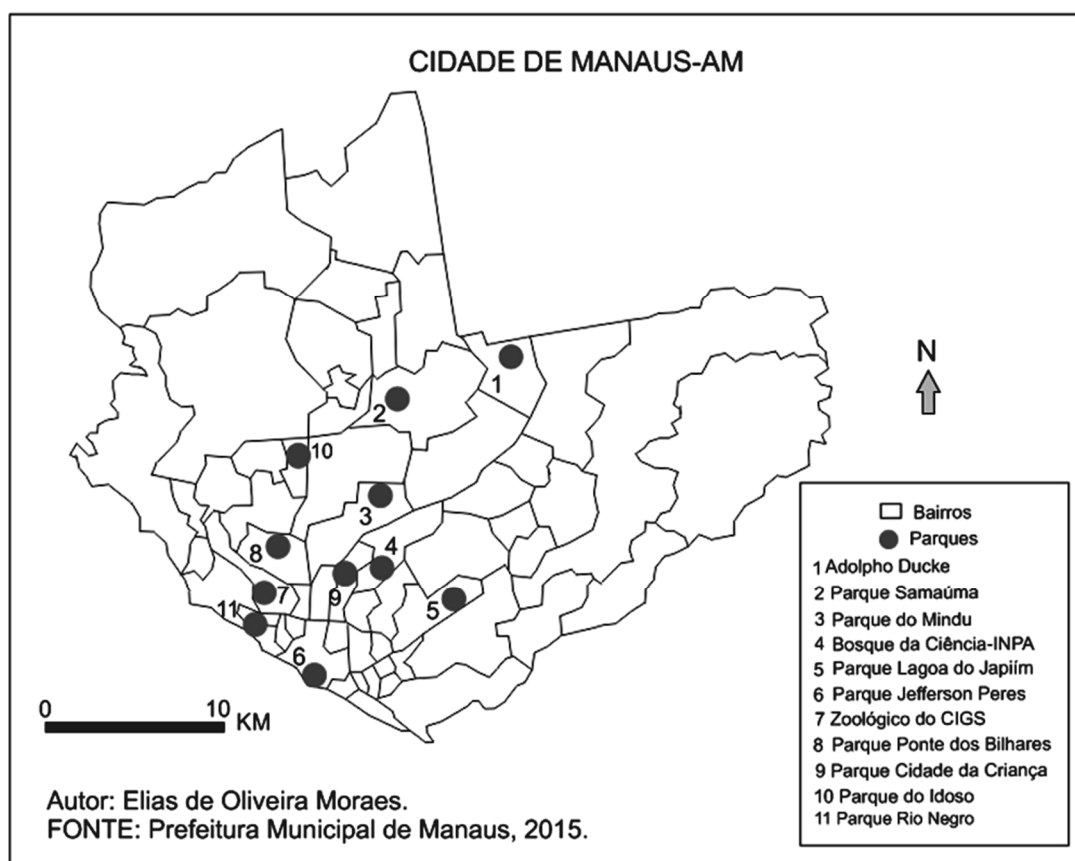 CIDADE DE MANAUS-AM
1
2
10
3
4
8
9
5
7
11
6
N
0 10 KM
Bairros
Parques
1 Adolpho Ducke
2 Parque Samaúma
3 Parque do Mindu
4 Bosque da Ciência-INPA
5 Parque Lagoa do Japiím
6 Parque Jefferson Peres
7 Zoológico do CIGS
8 Parque Ponte dos Bilhares
9 Parque Cidade da Criança
10 Parque do Idoso
11 Parque Rio Negro
Autor: Elias de Oliveira Moraes.
FONTE: Prefeitura Municipal de Manaus, 2015.